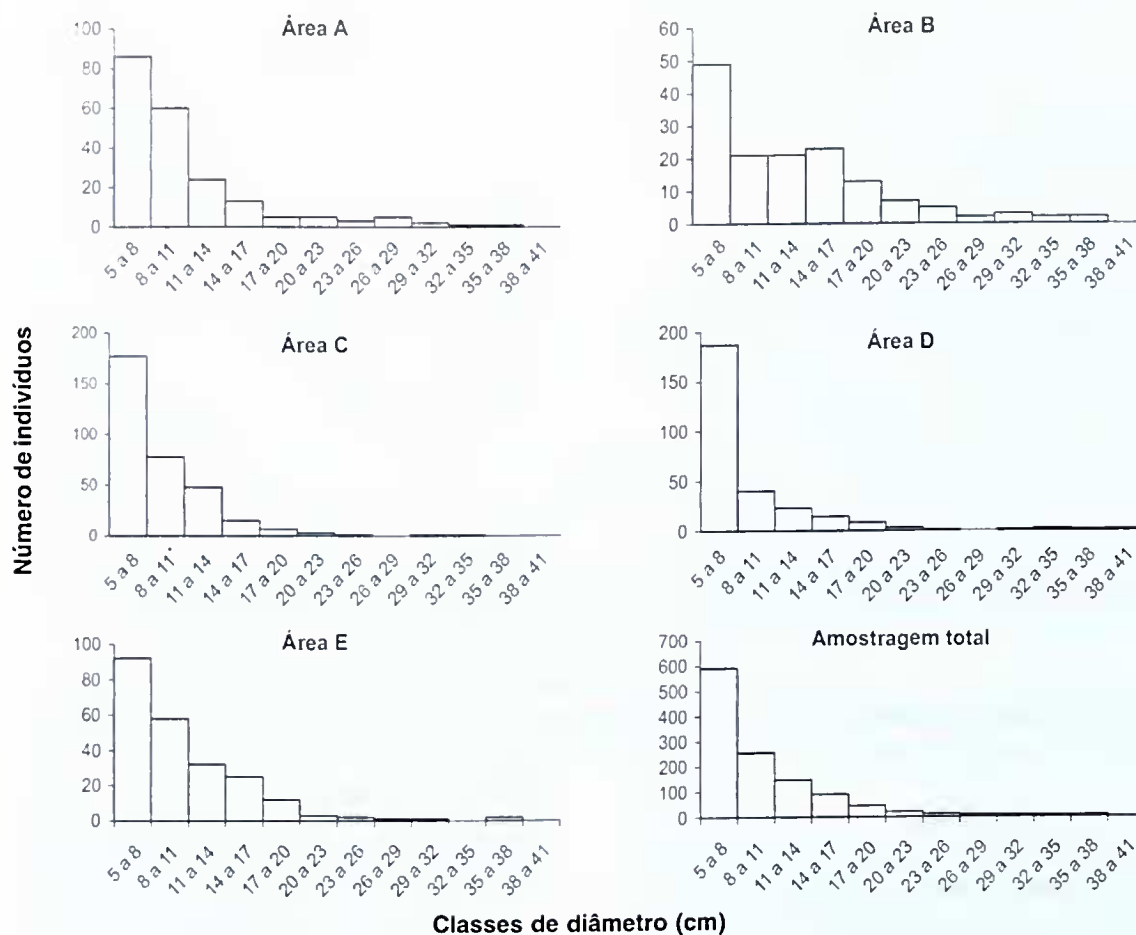 Número de indivíduos
Área A
100
80
60
40
20
0
5 a 8
8 a 11
11 a 14
14 a 17
17 a 20
20 a 23
23 a 26
26 a 29
29 a 32
32 a 35
35 a 38
38 a 41
Área B
60
50
40
30
20
10
0
5 a 8
8 a 11
11 a 14
14 a 17
17 a 20
20 a 23
23 a 26
26 a 29
29 a 32
32 a 35
35 a 38
38 a 41
Área C
200
150
100
50
0
5 a 8
8 a 11
11 a 14
14 a 17
17 a 20
20 a 23
23 a 26
26 a 29
29 a 32
32 a 35
35 a 38
38 a 41
Área D
200
150
100
50
0
5 a 8
8 a 11
11 a 14
14 a 17
17 a 20
20 a 23
23 a 26
26 a 29
29 a 32
32 a 35
35 a 38
38 a 41
Área E
100
80
60
40
20
0
5 a 8
8 a 11
11 a 14
14 a 17
17 a 20
20 a 23
23 a 26
26 a 29
29 a 32
32 a 35
35 a 38
38 a 41
Amostragem total
700
600
500
400
300
200
100
0
5 a 8
8 a 11
11 a 14
14 a 17
17 a 20
20 a 23
23 a 26
26 a 29
29 a 32
32 a 35
35 a 38
38 a 41
Classes de diâmetro (cm)